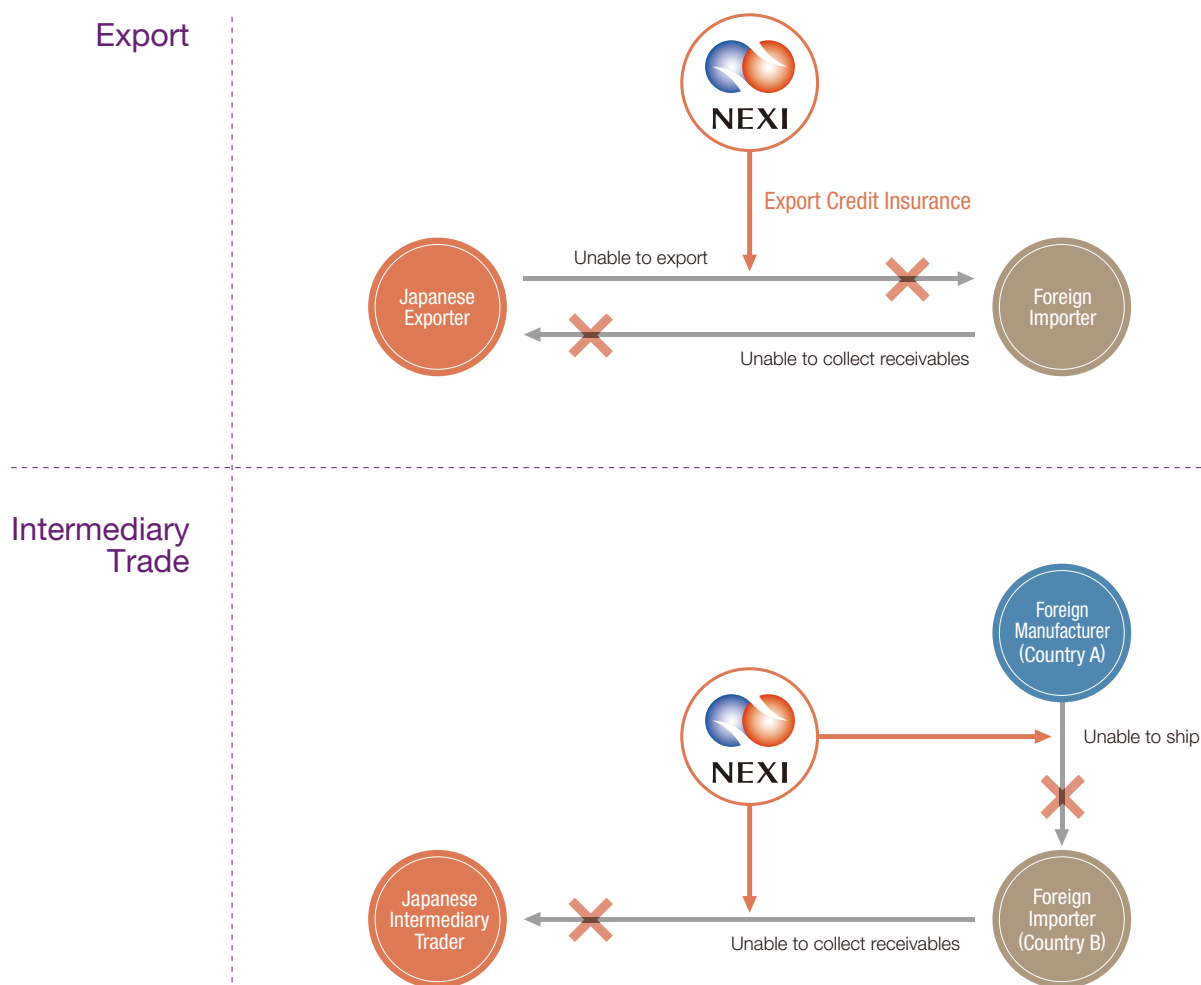 Export
NEXI
Export Credit Insurance
Unable to export
Japanese
Exporter
Foreign
Importer
Unable to collect receivables
Intermediary
Trade
Foreign
Manufacturer
(Country A)
NEXI
Unable to ship
Japanese
Intermediary
Trader
Foreign
Importer
(Country B)
Unable to collect receivables